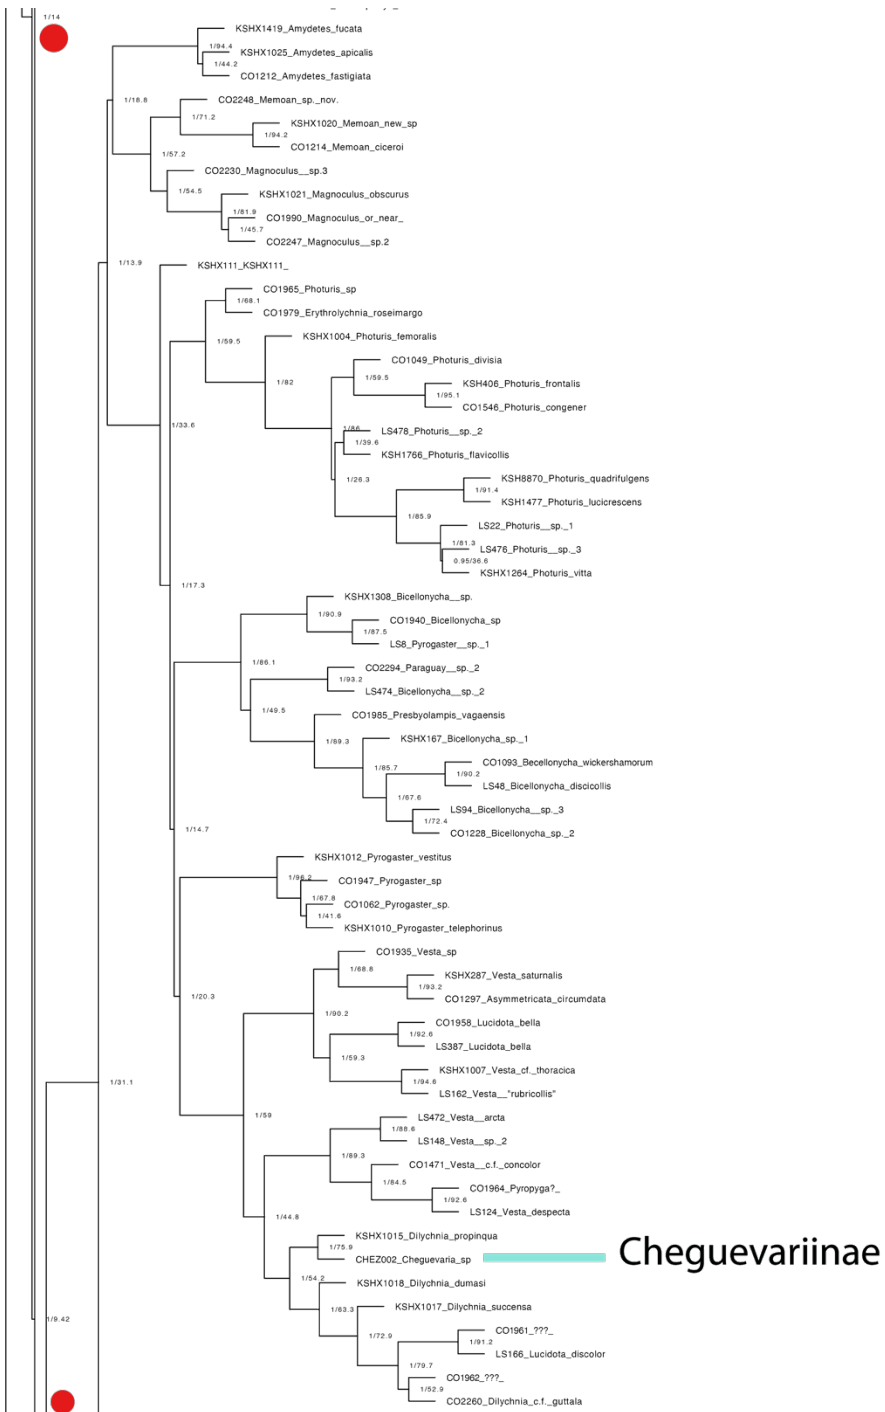 1/14
KSHX1419_Amydetes_fucata
1/94.4
KSHX1025_Amydetes_apicalis
1/44.2
CO1212_Amydetes_fastigiata
1/18.8
CO2248_Memoan_sp._nov.
1/71.2
KSHX1020_Memoan_new_sp
1/94.2
CO1214_Memoan_ciceroi
1/57.2
CO2230_Magnoculus__sp.3
1/54.5
KSHX1021_Magnoculus_obscurus
1/81.9
CO1990_Magnoculus_or_near_
1/45.7
CO2247_Magnoculus__sp.2
1/13.9
KSHX111_KSHX111_
CO1965_Photuris_sp
1/68.1
CO1979_Erythrolychnia_roseimargo
1/59.5
KSHX1004_Photuris_femoralis
CO1049_Photuris_divisia
1/59.5
1/82
KSH406_Photuris_frontalis
1/95.1
CO1546_Photuris_congener
1/33.6
1/86
LS478_Photuris__sp._2
1/39.6
KSH1766_Photuris_flavicollis
1/26.3
KSH8870_Photuris_quadrifulgens
1/91.4
KSH1477_Photuris_lucicrescens
1/85.9
LS22_Photuris__sp._1
1/81.3
LS476_Photuris__sp._3
0.95/36.6
KSHX1264_Photuris_vitta
1/17.3
KSHX1308_Bicellonycha__sp.
1/90.9
CO1940_Bicellonycha_sp
1/87.5
LS8_Pyrogaster__sp._1
1/86.1
CO2294_Paraguay__sp._2
1/93.2
LS474_Bicellonycha__sp._2
1/49.5
CO1985_Presbyolampis_vagaensis
1/89.3
KSHX167_Bicellonycha_sp._1
1/85.7
CO1093_Becellonycha_wickershamorum
1/90.2
LS48_Bicellonycha_discicollis
1/67.6
LS94_Bicellonycha__sp._3
1/72.4
CO1228_Bicellonycha_sp._2
1/14.7
KSHX1012_Pyrogaster_vestitus
1/96.2
CO1947_Pyrogaster_sp
1/67.8
CO1062_Pyrogaster_sp.
1/41.6
KSHX1010_Pyrogaster_telephorinus
CO1935_Vesta_sp
1/68.8
KSHX287_Vesta_saturnalis
1/93.2
CO1297_Asymmetricata_circumdata
1/20.3
1/90.2
CO1958_Lucidota_bella
1/92.6
LS387_Lucidota_bella
1/59.3
KSHX1007_Vesta_cf._thoracica
1/94.6
LS162_Vesta__"rubricollis"
1/31.1
1/59
LS472_Vesta__arcta
1/88.6
LS148_Vesta__sp._2
1/89.3
CO1471_Vesta__c.f._concolor
1/84.5
CO1964_Pyropyga?_
1/92.6
LS124_Vesta_despecta
1/44.8
KSHX1015_Dilychnia_propinqua
1/75.9
CHEZ002_Cheguevaria_sp
Cheguevariinae
1/54.2
KSHX1018_Dilychnia_dumasi
1/63.3
KSHX1017_Dilychnia_succensa
1/9.42
1/72.9
CO1961_???_
1/91.2
LS166_Lucidota_discolor
1/79.7
CO1962_???_
1/52.9
CO2260_Dilychnia_c.f._guttala